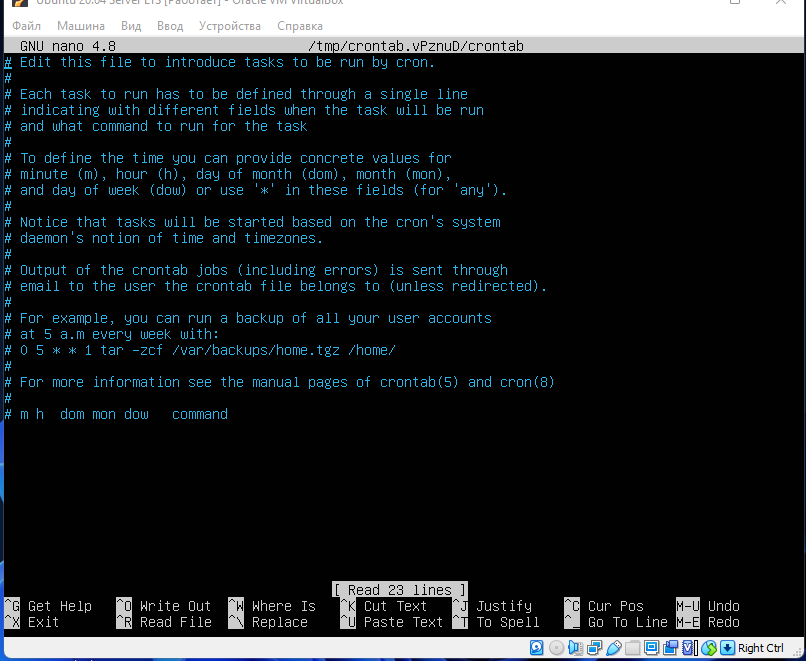 Ubuntu 20.04 Server LTS [Работает] - Oracle VM VirtualBox
Файл Машина Вид Ввод Устройства Справка
GNU nano 4.8 /tmp/crontab.vPznuD/crontab
# Edit this file to introduce tasks to be run by cron.
#
# Each task to run has to be defined through a single line
# indicating with different fields when the task will be run
# and what command to run for the task
#
# To define the time you can provide concrete values for
# minute (m), hour (h), day of month (dom), month (mon),
# and day of week (dow) or use '*' in these fields (for 'any').
#
# Notice that tasks will be started based on the cron's system
# daemon's notion of time and timezones.
#
# Output of the crontab jobs (including errors) is sent through
# email to the user the crontab file belongs to (unless redirected).
#
# For example, you can run a backup of all your user accounts
# at 5 a.m every week with:
# 0 5 * * 1 tar -zcf /var/backups/home.tgz /home/
#
# For more information see the manual pages of crontab(5) and cron(8)
#
# m h  dom mon dow   command
[ Read 23 lines ]
^G Get Help ^O Write Out ^W Where Is ^K Cut Text ^J Justify ^C Cur Pos M-U Undo
^X Exit ^R Read File ^\ Replace ^U Paste Text ^T To Spell ^_ Go To Line M-E Redo
Right Ctrl